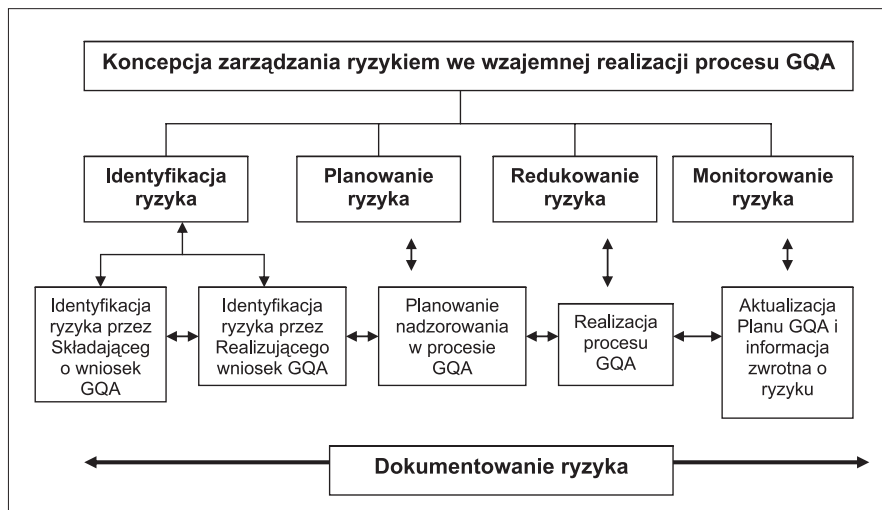 Koncepcja zarządzania ryzykiem we wzajemnej realizacji procesu GQA
Identyfikacja
ryzyka
Planowanie
ryzyka
Redukowanie
ryzyka
Monitorowanie
ryzyka
Identyfikacja
ryzyka przez
Składająceg
o wniosek
GQA
Identyfikacja
ryzyka przez
Realizującego
wniosek GQA
Planowanie
nadzorowania
w procesie
GQA
Realizacja
procesu
GQA
Aktualizacja
Planu GQA i
informacja
zwrotna o
ryzyku
Dokumentowanie ryzyka